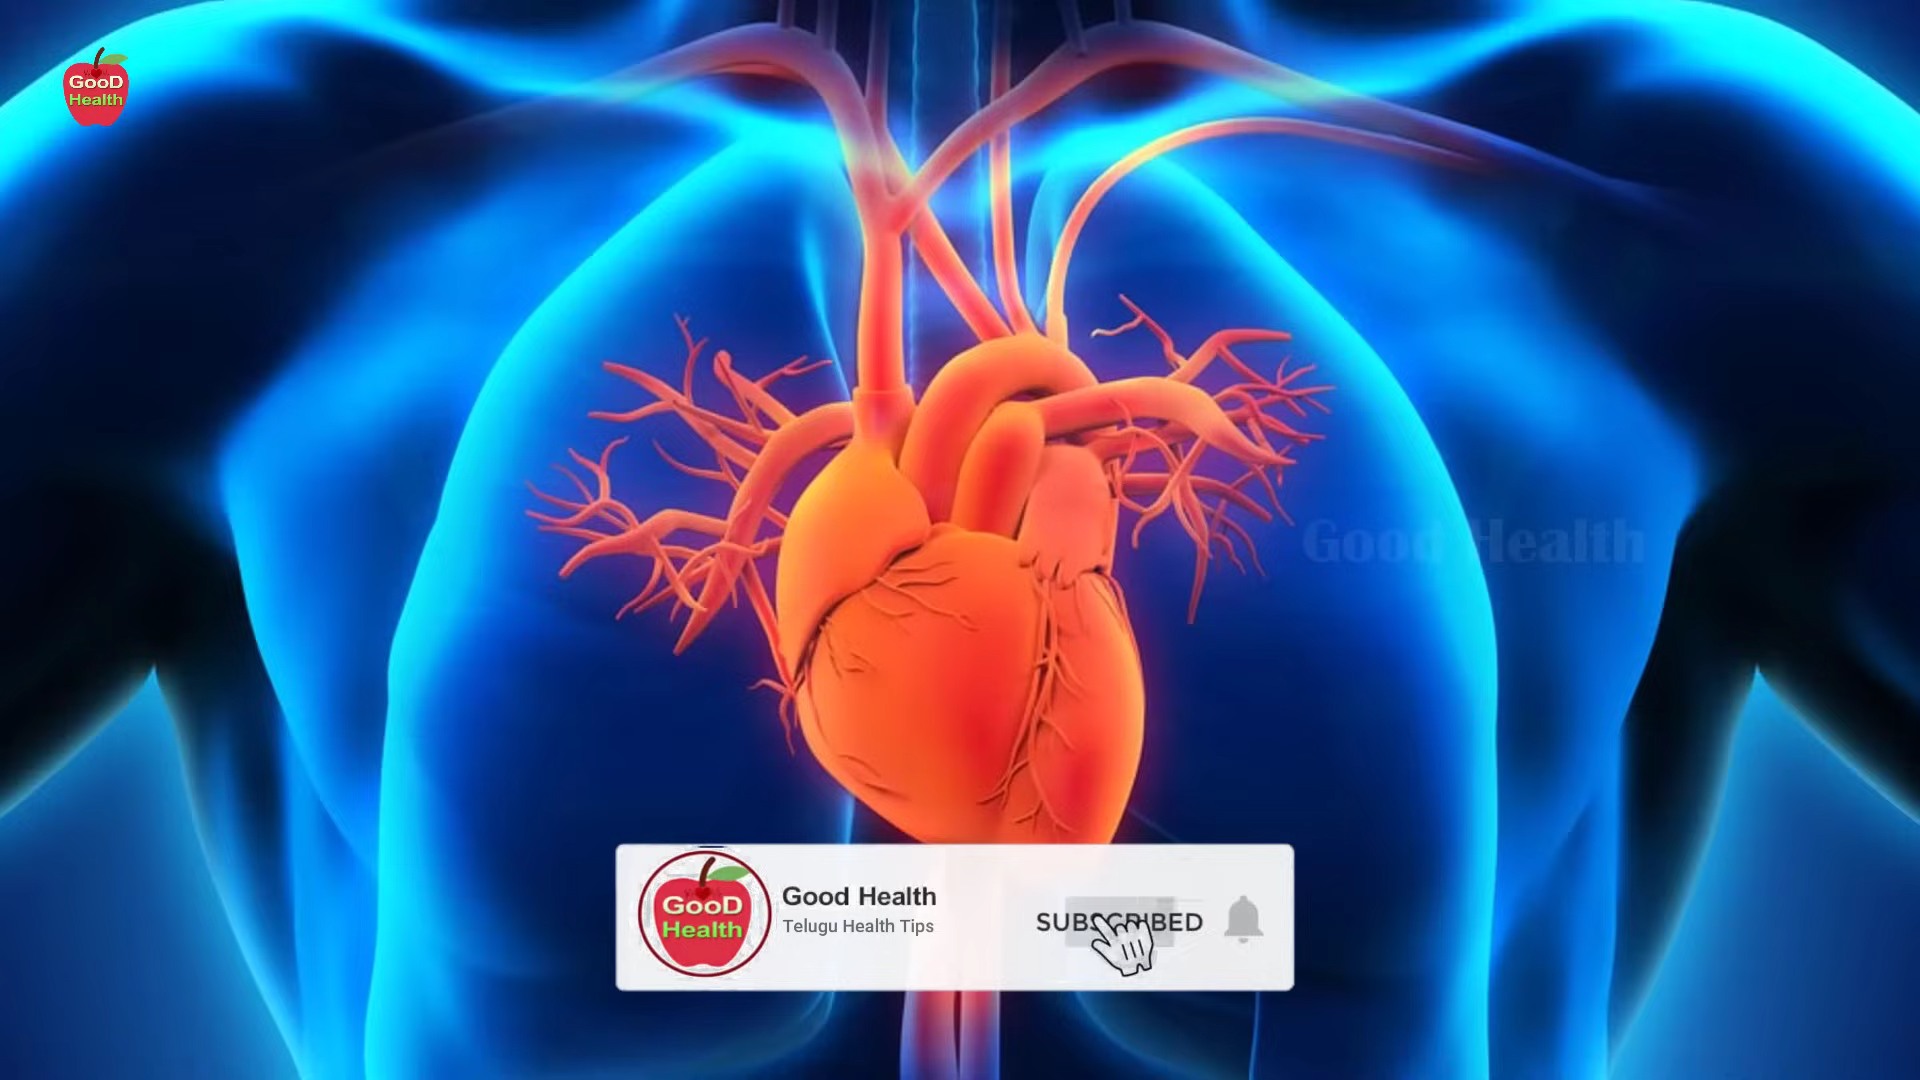 GooD
Health
Good Health
GooD
Health
Good Health
Telugu Health Tips
SUBSCRIBED